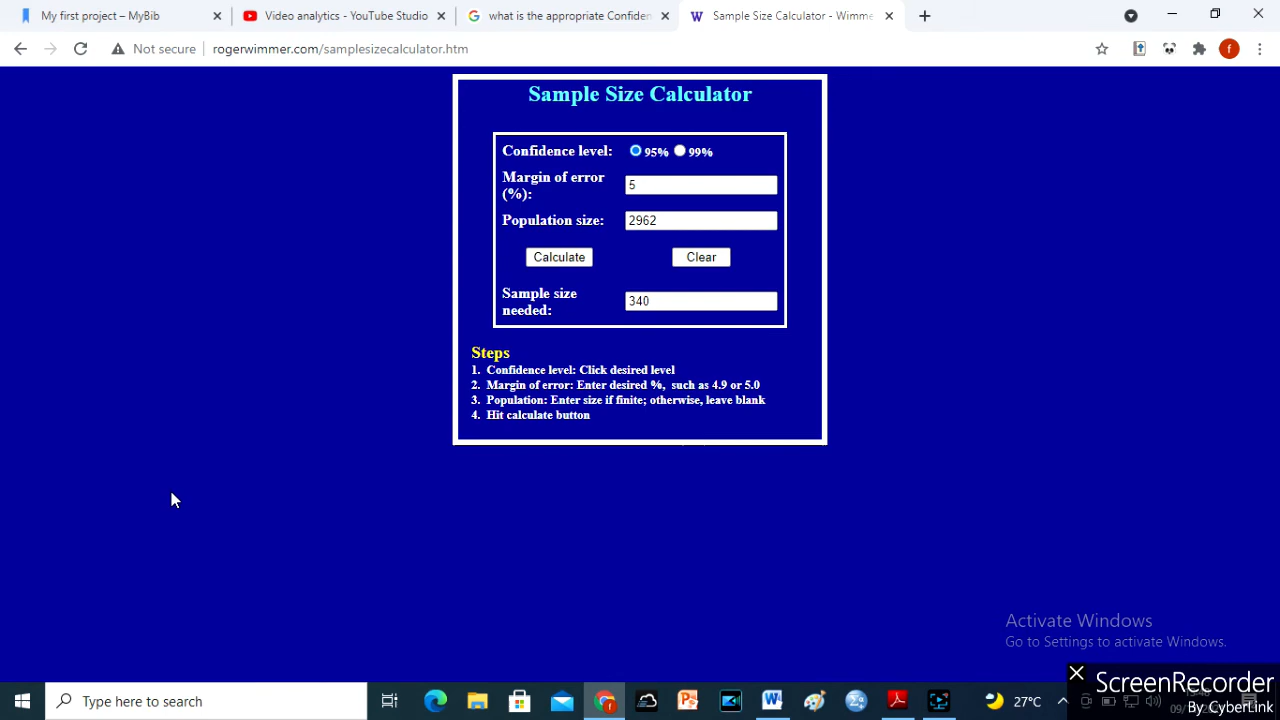 My first project – MyBib
Video analytics - YouTube Studio
what is the appropriate Confiden
Sample Size Calculator - Wimme
Not secure
rogerwimmer.com/samplesizecalculator.htm
Sample Size Calculator
Confidence level: 95% 99%
Margin of error (%): 5
Population size: 2962
Calculate Clear
Sample size needed: 340
Steps
1. Confidence level: Click desired level
2. Margin of error: Enter desired %, such as 4.9 or 5.0
3. Population: Enter size if finite; otherwise, leave blank
4. Hit calculate button
Activate Windows
Go to Settings to activate Windows.
Type here to search
27°C
ScreenRecorder
By CyberLink